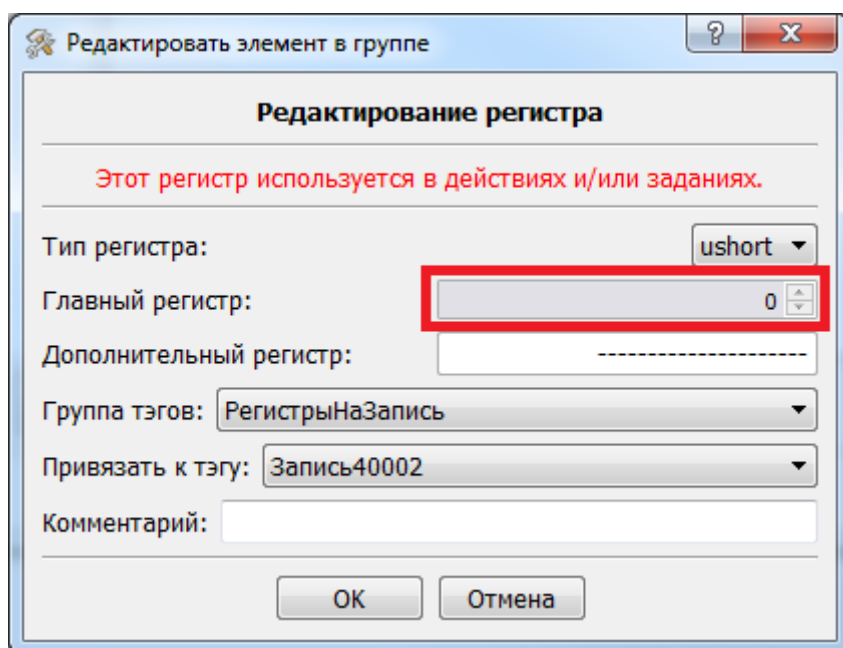 Редактировать элемент в группе
Редактирование регистра
Этот регистр используется в действиях и/или заданиях.
Тип регистра: ushort
Главный регистр: 0
Дополнительный регистр: ---------------------
Группа тэгов: РегистрыНаЗапись
Привязать к тэгу: Запись40002
Комментарий:
OK Отмена